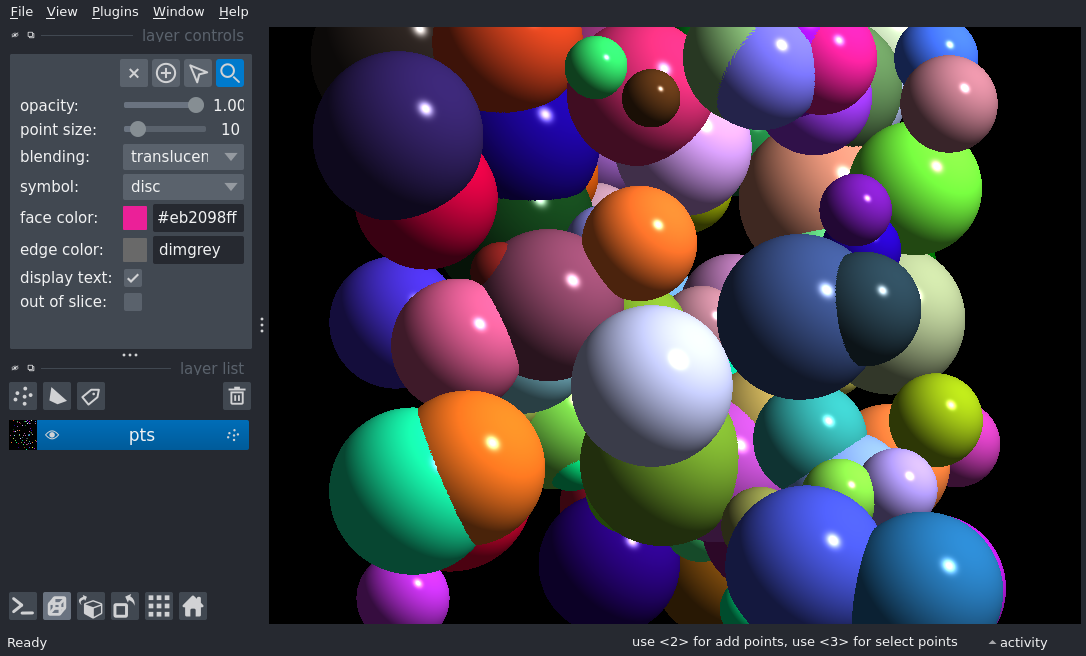 File View Plugins Window Help
layer controls
opacity: 1.00
point size: 10
blending: translucen
symbol: disc
face color: #eb2098ff
edge color: dimgrey
display text:
out of slice:
layer list
pts
Ready
use <2> for add points, use <3> for select points
activity